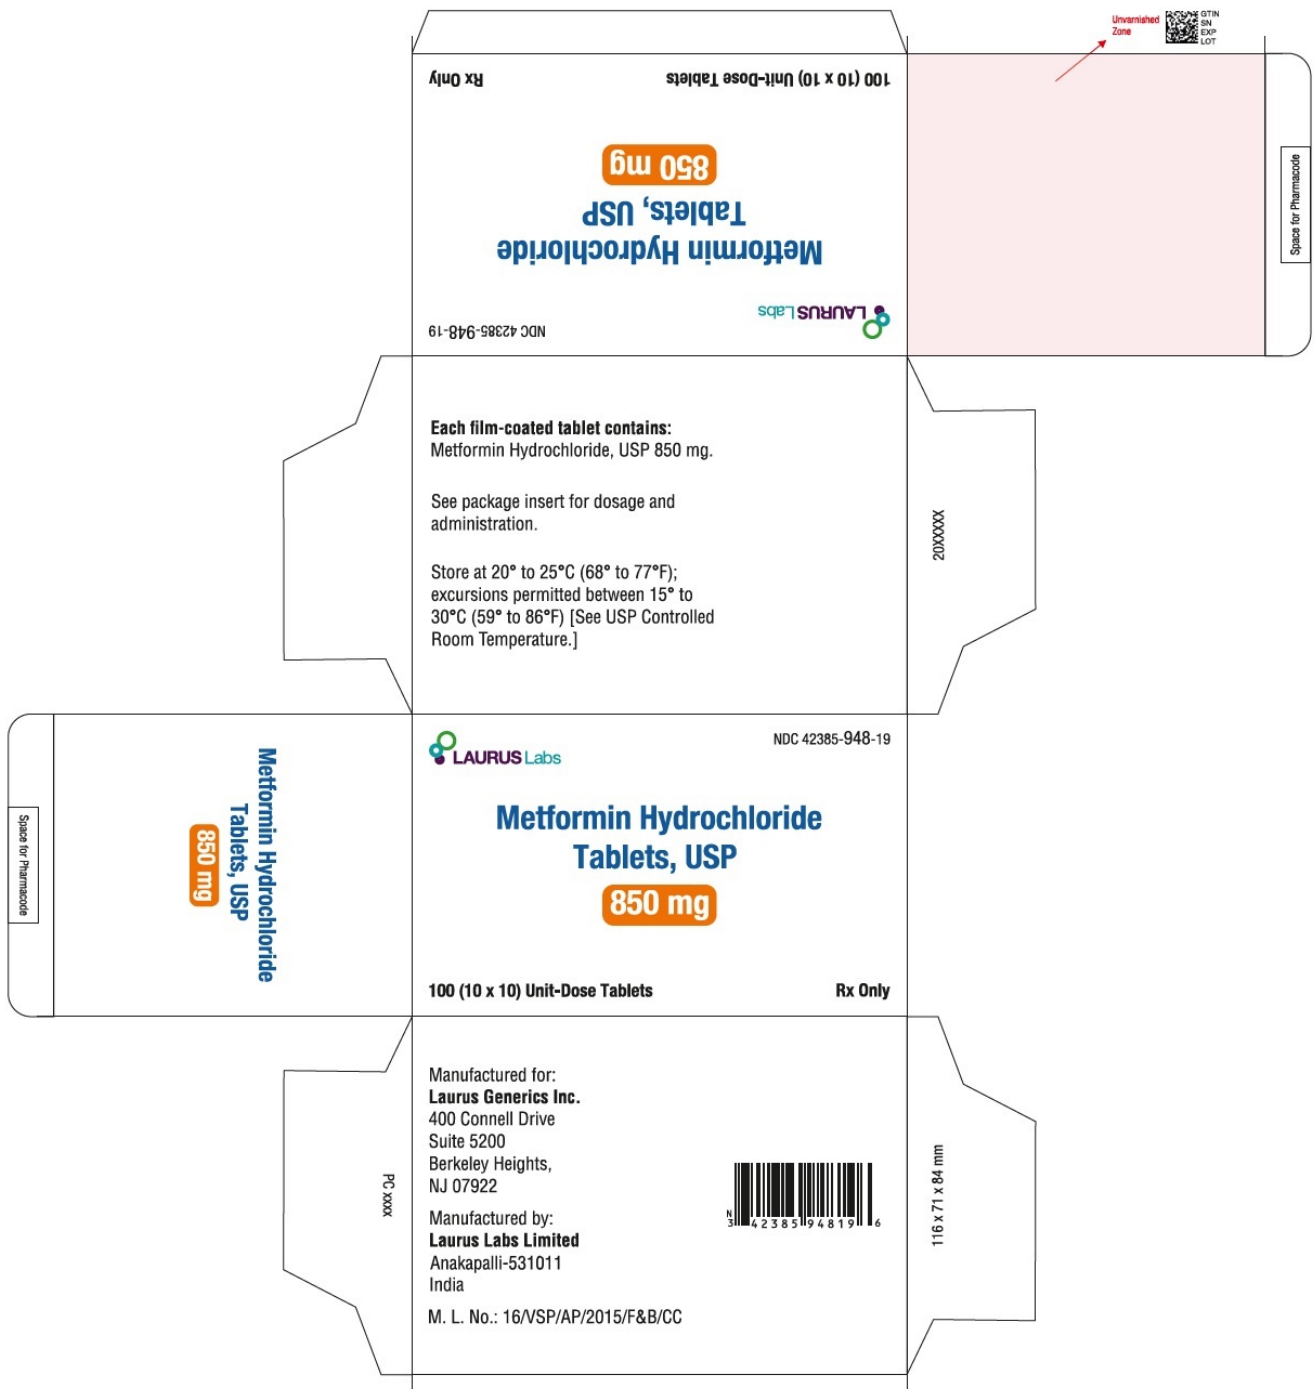 Unvarnished
Zone
GTIN
SN
EXP
LOT
100 (10 x 10) Unit-Dose Tablets
Rx Only
850 mg
Metformin Hydrochloride
Tablets, USP
LAURUS Labs
NDC 42385-948-19
Space for Pharmacode
Each film-coated tablet contains:
Metformin Hydrochloride, USP 850 mg.
See package insert for dosage and
administration.
Store at 20° to 25°C (68° to 77°F);
excursions permitted between 15° to
30°C (59° to 86°F) [See USP Controlled
Room Temperature.]
20XXXXX
Space for Pharmacode
Metformin Hydrochloride
Tablets, USP
850 mg
LAURUS Labs
NDC 42385-948-19
Metformin Hydrochloride
Tablets, USP
850 mg
100 (10 x 10) Unit-Dose Tablets
Rx Only
PC xxxx
Manufactured for:
Laurus Generics Inc.
400 Connell Drive
Suite 5200
Berkeley Heights,
NJ 07922
Manufactured by:
Laurus Labs Limited
Anakapalli-531011
India
M. L. No.: 16/VSP/AP/2015/F&B/CC
N
3 42385 94819 6
116 x 71 x 84 mm